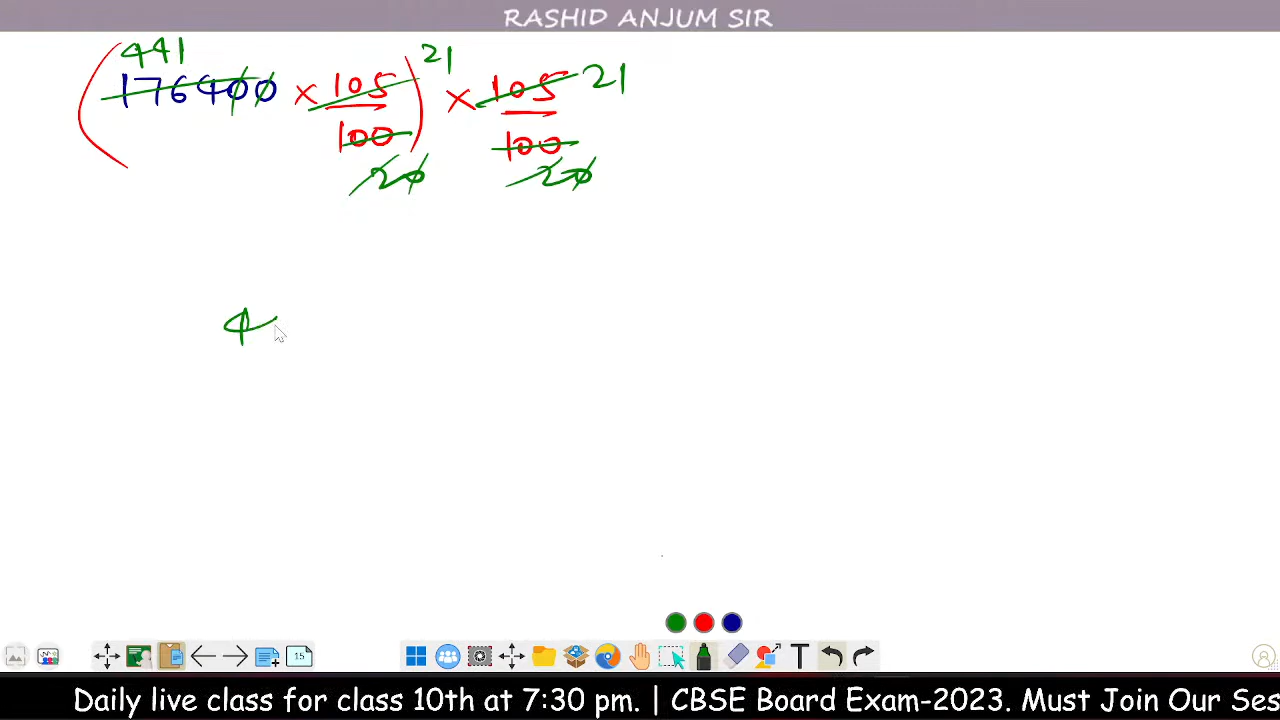 RASHID ANJUM SIR
441
21
(176400 × 105) × 105 21
100 100
20 20
4
15
T
Daily live class for class 10th at 7:30 pm. | CBSE Board Exam-2023. Must Join Our Ses